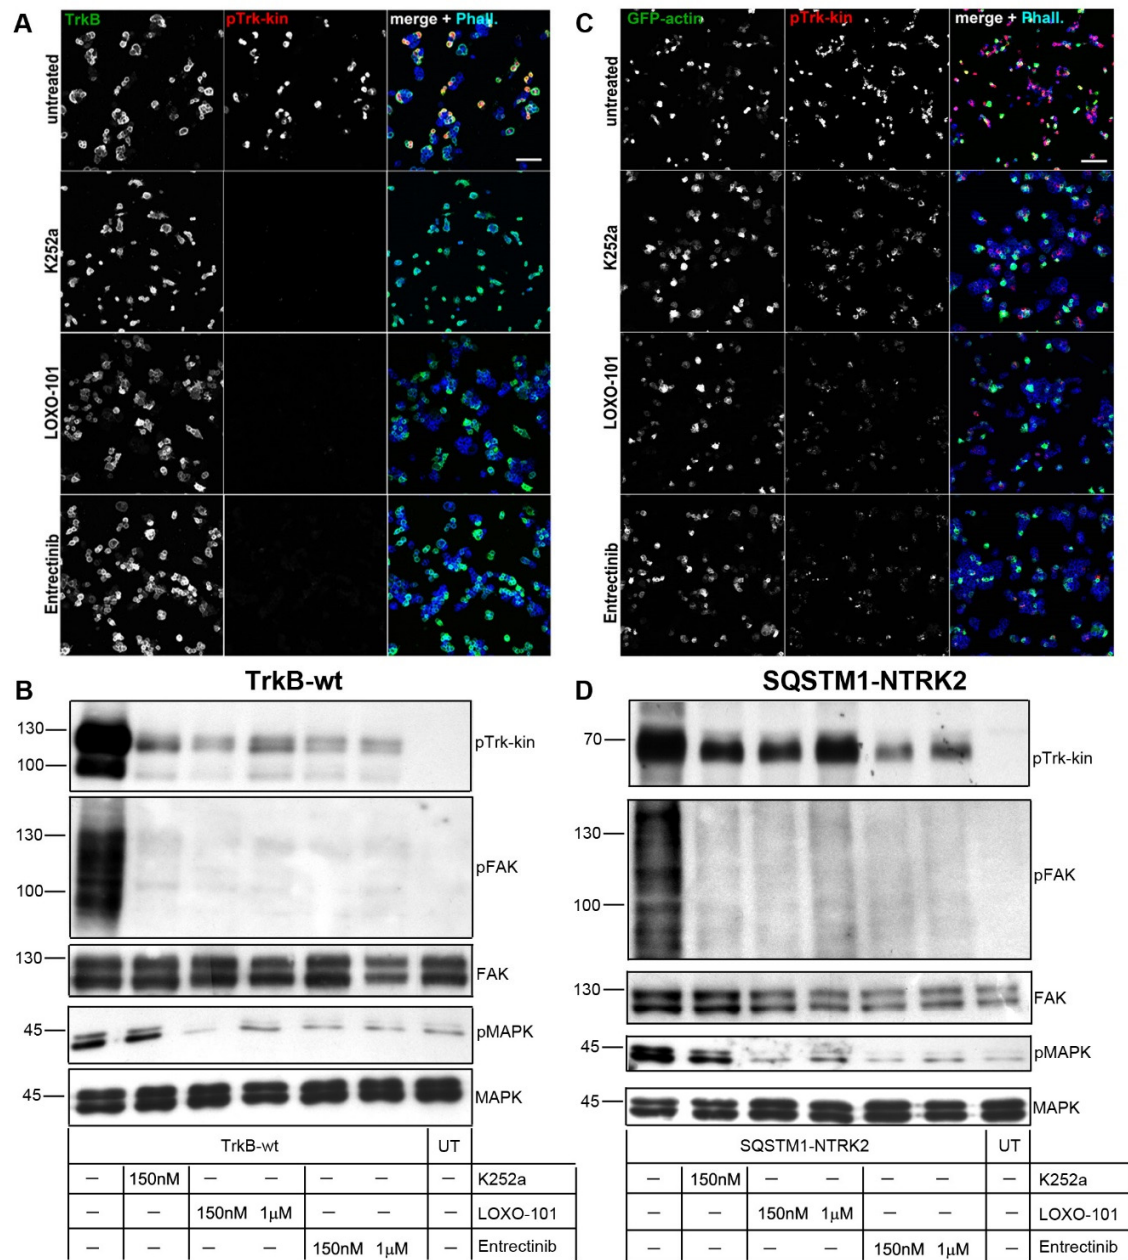 A
TrkB
pTrk-kin
merge + Phall.
untreated
K252a
LOXO-101
Entrectinib
C
GFP-actin
pTrk-kin
merge + Phall.
untreated
K252a
LOXO-101
Entrectinib
B
TrkB-wt
130
100
pTrk-kin
130
100
pFAK
130
FAK
45
pMAPK
45
MAPK
TrkB-wt UT
– 150nM – – – – – K252a
– – 150nM 1μM – – – LOXO-101
– – – – 150nM 1μM – Entrectinib
D
SQSTM1-NTRK2
70
pTrk-kin
130
100
pFAK
130
FAK
45
pMAPK
45
MAPK
SQSTM1-NTRK2 UT
– 150nM – – – – – K252a
– – 150nM 1μM – – – LOXO-101
– – – – 150nM 1μM – Entrectinib